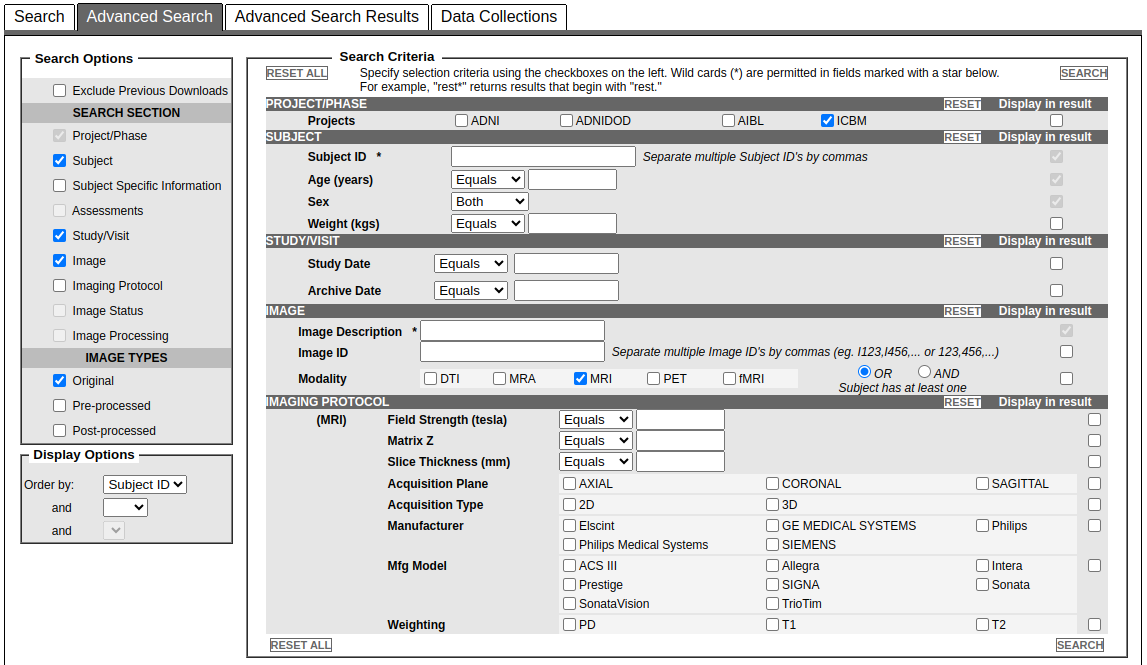 Search Advanced Search Advanced Search Results Data Collections
Search Options
Exclude Previous Downloads
SEARCH SECTION
Project/Phase
Subject
Subject Specific Information
Assessments
Study/Visit
Image
Imaging Protocol
Image Status
Image Processing
IMAGE TYPES
Original
Pre-processed
Post-processed
Display Options
Order by: Subject ID
and
and
Search Criteria
RESET ALL Specify selection criteria using the checkboxes on the left. Wild cards (*) are permitted in fields marked with a star below. SEARCH
For example, "rest*" returns results that begin with "rest."
PROJECT/PHASE RESET Display in result
Projects ADNI ADNIDOD AIBL ICBM
SUBJECT RESET Display in result
Subject ID * Separate multiple Subject ID's by commas
Age (years) Equals
Sex Both
Weight (kgs) Equals
STUDY/VISIT RESET Display in result
Study Date Equals
Archive Date Equals
IMAGE RESET Display in result
Image Description *
Image ID Separate multiple Image ID's by commas (eg. I123,I456,... or 123,456,...)
Modality DTI MRA MRI PET fMRI OR AND
Subject has at least one
IMAGING PROTOCOL RESET Display in result
(MRI) Field Strength (tesla) Equals
Matrix Z Equals
Slice Thickness (mm) Equals
Acquisition Plane AXIAL CORONAL SAGITTAL
Acquisition Type 2D 3D
Manufacturer Elscint GE MEDICAL SYSTEMS Philips
Philips Medical Systems SIEMENS
Mfg Model ACS III Allegra Intera
Prestige SIGNA Sonata
SonataVision TrioTim
Weighting PD T1 T2
RESET ALL SEARCH